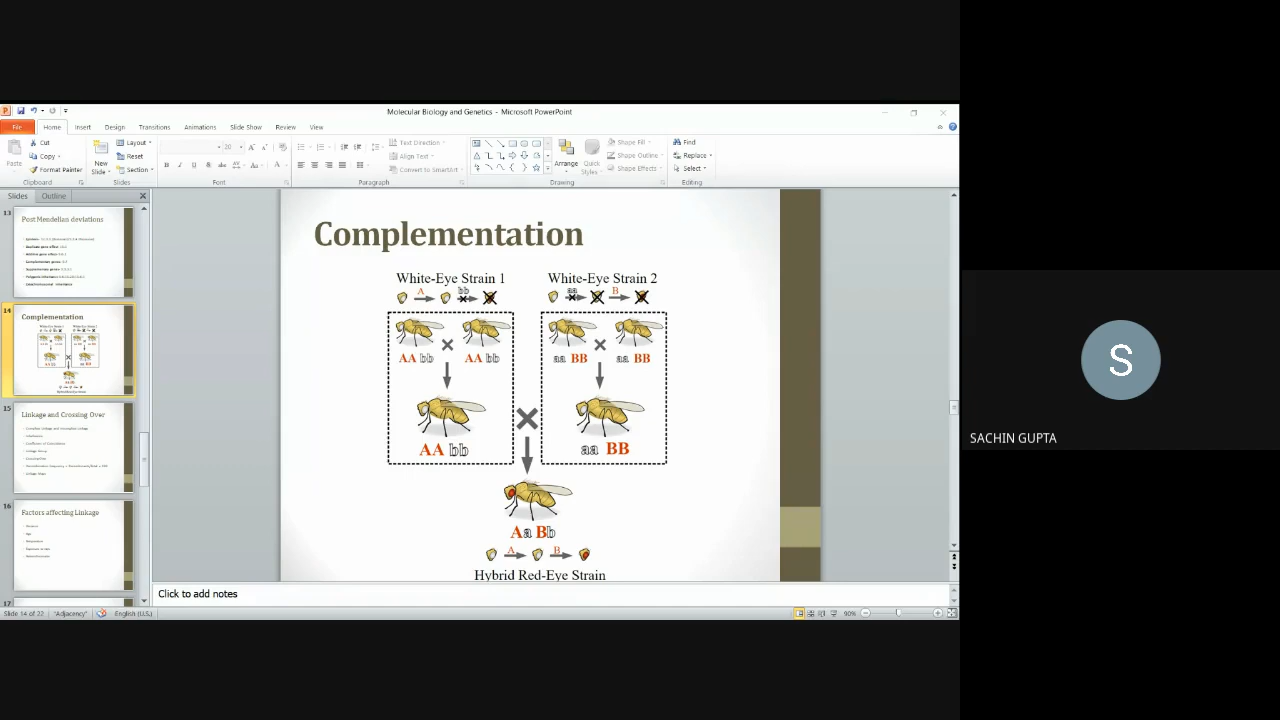 Molecular Biology and Genetics - Microsoft PowerPoint
File Home Insert Design Transitions Animations Slide Show Review View
Paste
Cut
Copy
Format Painter
Clipboard
New
Slide
Layout
Reset
Section
Slides
20
Font
Text Direction
Align Text
Convert to SmartArt
Paragraph
Arrange
Quick
Styles
Shape Fill
Shape Outline
Shape Effects
Drawing
Find
Replace
Select
Editing
Slides Outline
13
Post Mendelian deviations
14
Complementation
15
Linkage and Crossing Over
16
Factors affecting Linkage
17
Complementation
White-Eye Strain 1
A bb
AA bb AA bb
AA bb
White-Eye Strain 2
aa B
aa BB aa BB
aa BB
Aa Bb
A B
Hybrid Red-Eye Strain
Click to add notes
Slide 14 of 22 "Adjacency" English (U.S.) 90%
S
SACHIN GUPTA